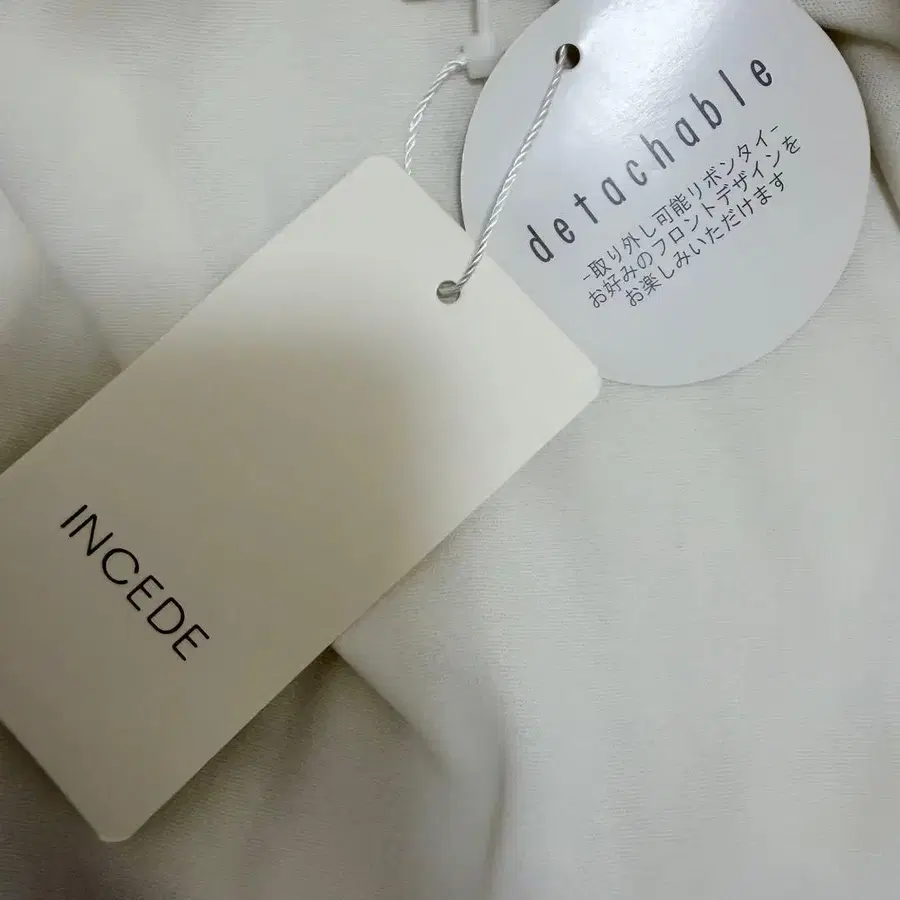 detachable
-取り外し可能リボンタイ-
お好みのフロントデザインを
お楽しみいただけます
INCEDE